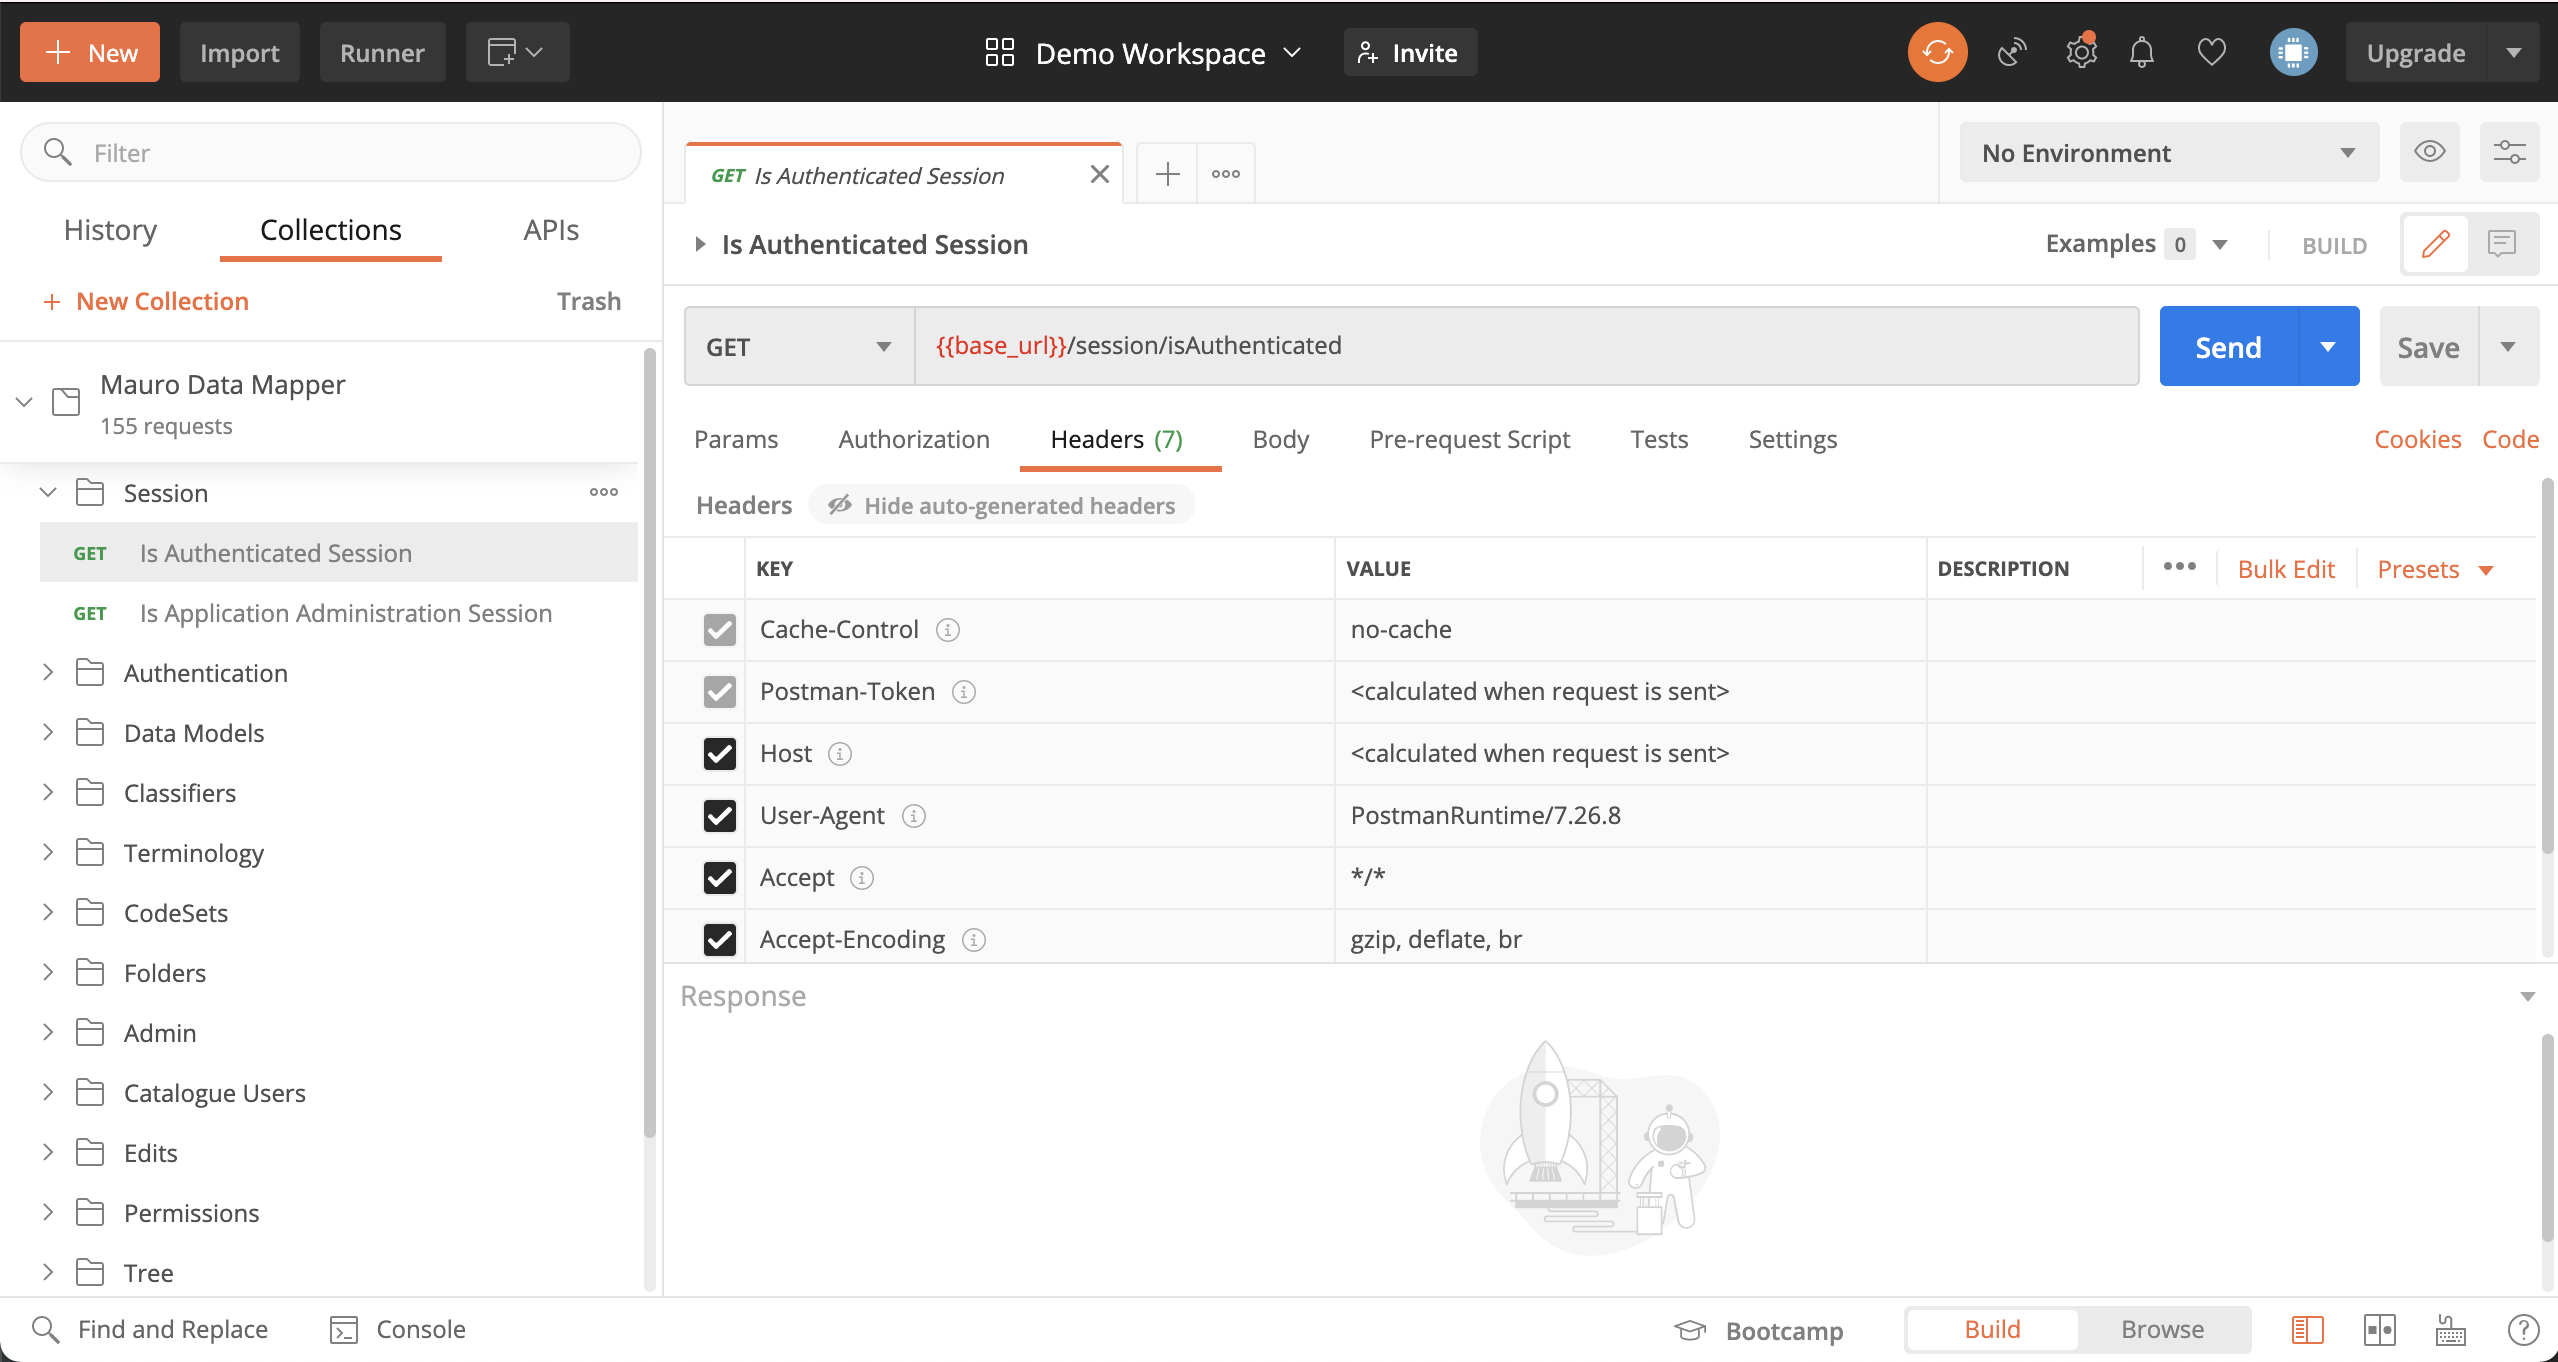 New
Import
Runner
Demo Workspace
Invite
Upgrade
Filter
History
Collections
APIs
New Collection
Trash
Mauro Data Mapper
155 requests
Session
GET Is Authenticated Session
GET Is Application Administration Session
Authentication
Data Models
Classifiers
Terminology
CodeSets
Folders
Admin
Catalogue Users
Edits
Permissions
Tree
GET Is Authenticated Session
No Environment
Is Authenticated Session
Examples 0
BUILD
GET
{{base_url}}/session/isAuthenticated
Send
Save
Params
Authorization
Headers (7)
Body
Pre-request Script
Tests
Settings
Cookies
Code
Headers
Hide auto-generated headers
KEY VALUE DESCRIPTION
Bulk Edit
Presets
Cache-Control no-cache
Postman-Token <calculated when request is sent>
Host <calculated when request is sent>
User-Agent PostmanRuntime/7.26.8
Accept */*
Accept-Encoding gzip, deflate, br
Response
Find and Replace
Console
Bootcamp
Build
Browse